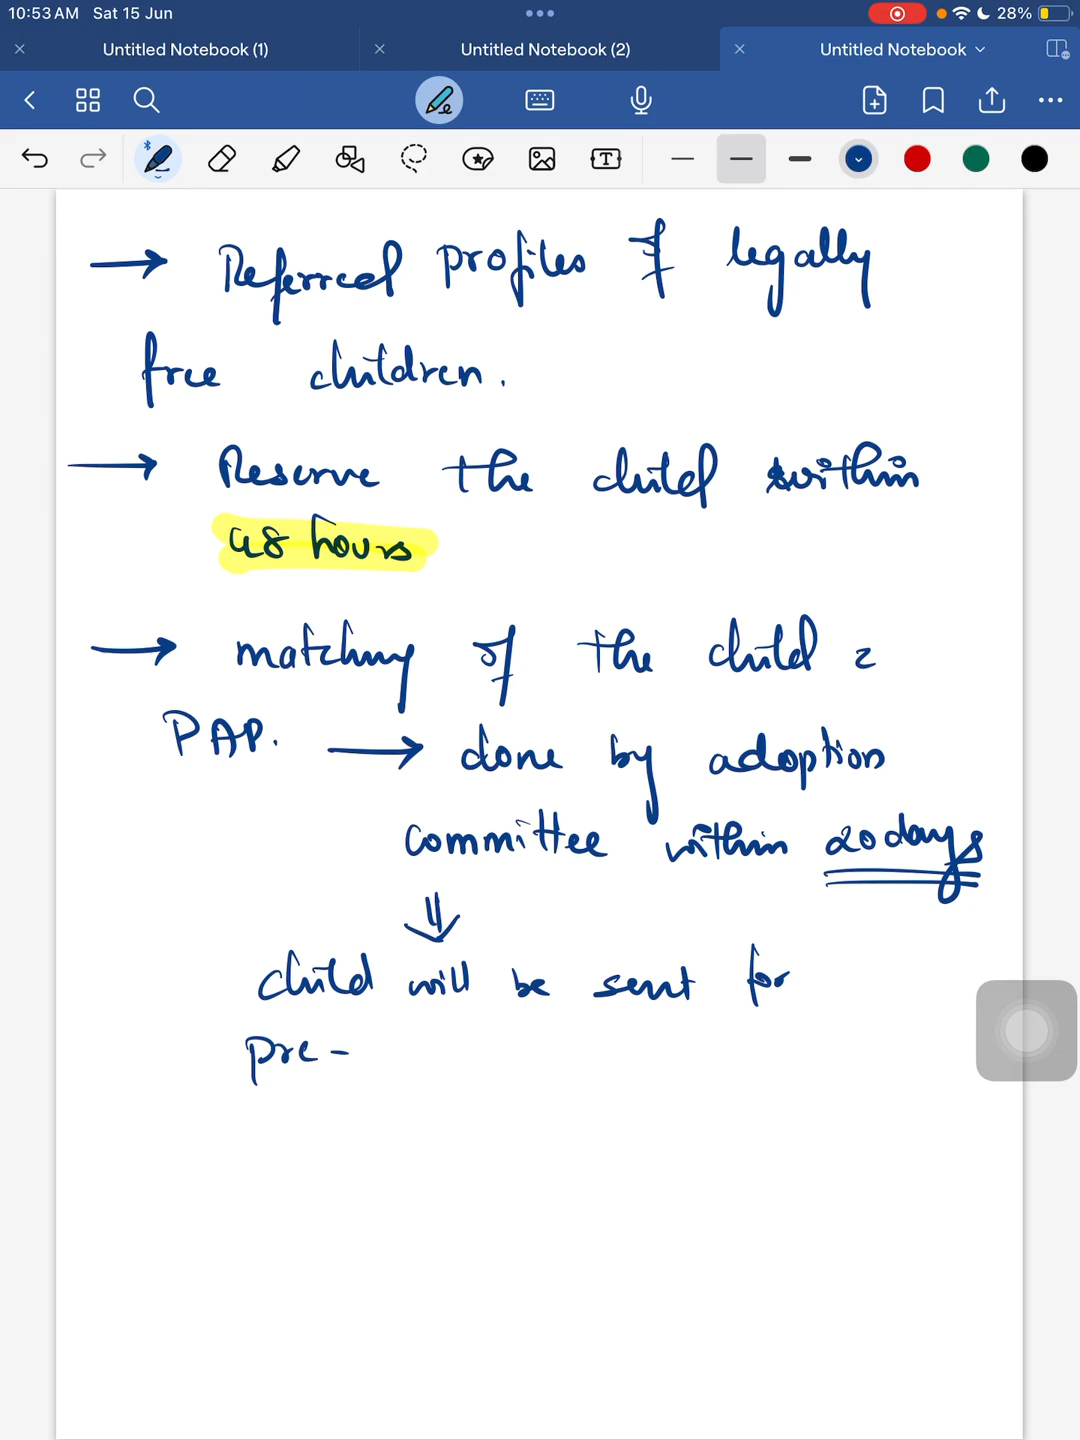 10:53 AM Sat 15 Jun 28%
Untitled Notebook (1) Untitled Notebook (2) Untitled Notebook
→ Referred profiles of legally
free children.
→ Reserve the child within
48 hours
→ matching of the child &
PAP. → done by adoption
committee within 20 days
⇓
child will be sent for
pre -